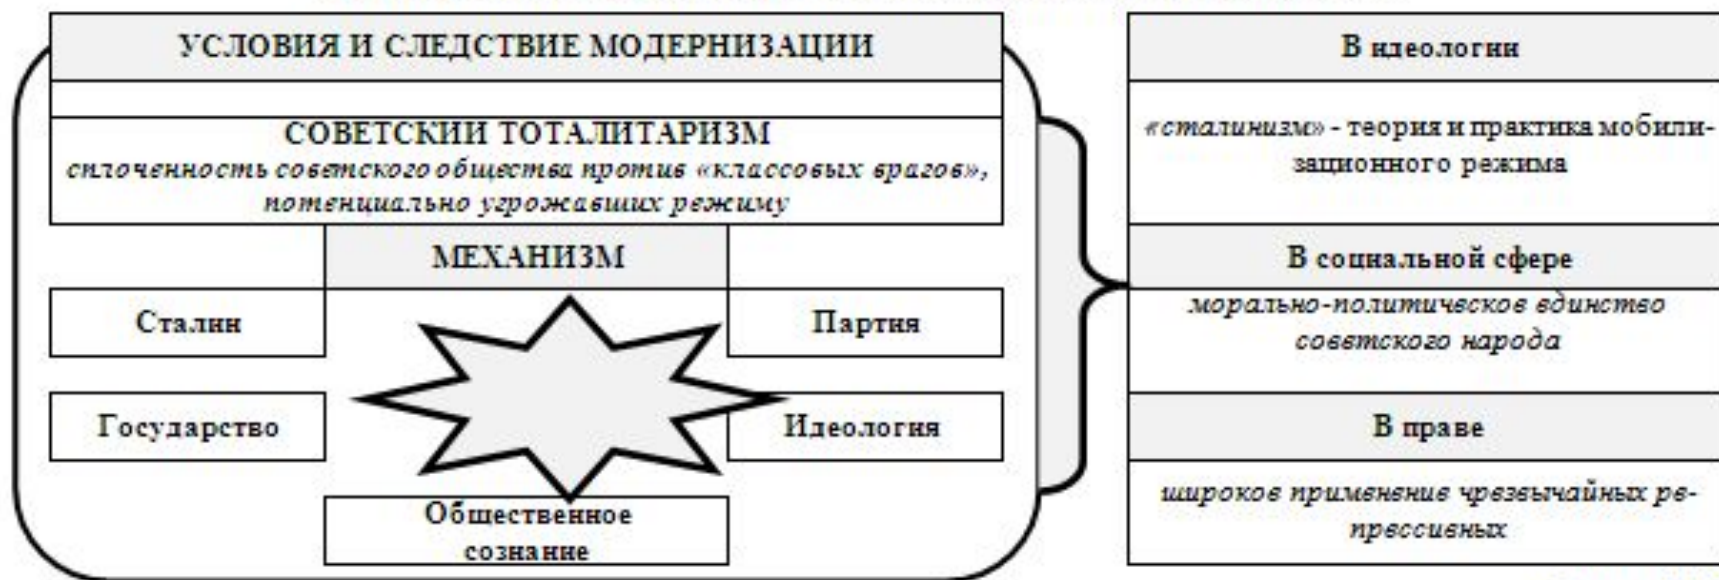 УСЛОВИЯ И СЛЕДСТВИЕ МОДЕРНИЗАЦИИ
СОВЕТСКИЙ ТОТАЛИТАРИЗМ
сплоченность советского общества против «классовых врагов»,
потенциально угрожавших режиму
МЕХАНИЗМ
Сталин
Партия
Государство
Идеология
Общественное
сознание
В идеологии
«сталинизм» - теория и практика мобили-
зационного режима
В социальной сфере
морально-политическое единство
советского народа
В праве
широкое применение чрезвычайных ре-
прессивных